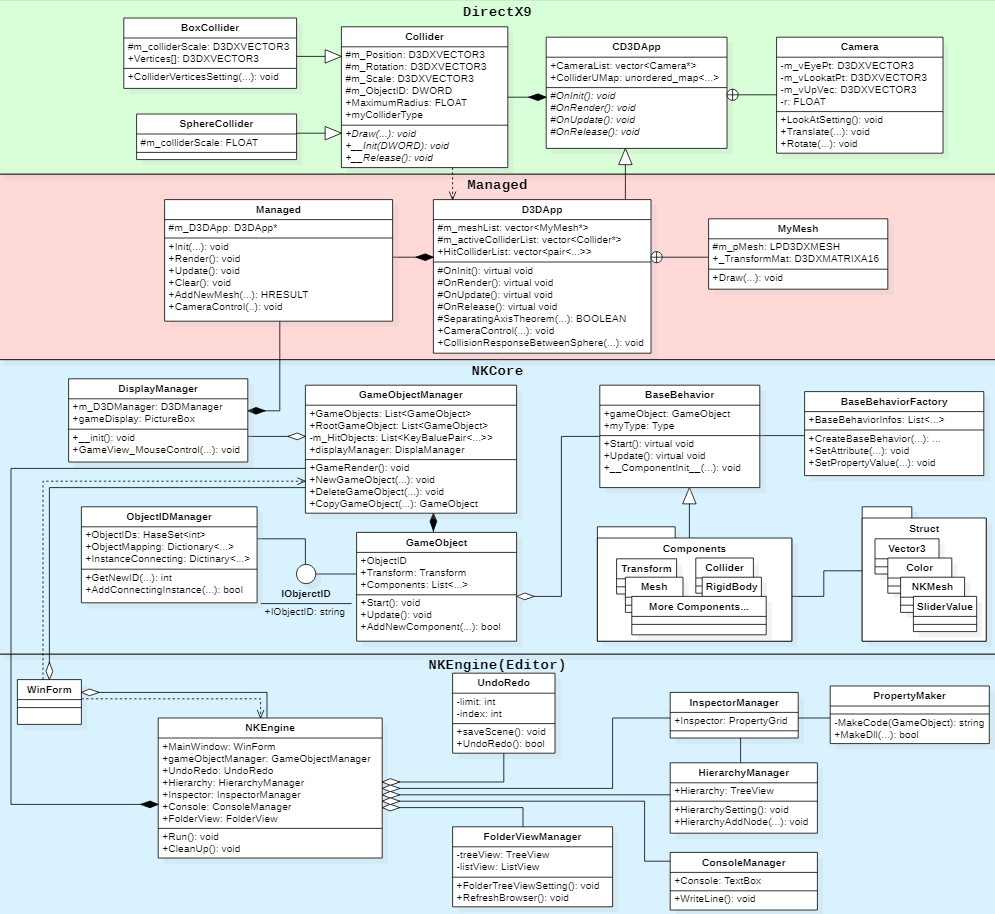 DirectX9
BoxCollider
#m_colliderScale: D3DXVECTOR3
+Vertices[]: D3DXVECTOR3
+ColliderVerticesSetting(...): void
SphereCollider
#m_colliderScale: FLOAT
Collider
#m_Position: D3DXVECTOR3
#m_Rotation: D3DXVECTOR3
#m_Scale: D3DXVECTOR3
#m_ObjectID: DWORD
+MaximumRadius: FLOAT
+myColliderType
+Draw(...): void
+__Init(DWORD): void
+__Release(): void
CD3DApp
+CameraList: vector<Camera*>
+ColliderUMap: unordered_map<...>
#OnInit(): void
#OnRender(): void
#OnUpdate(): void
#OnRelease(): void
Camera
-m_vEyePt: D3DXVECTOR3
-m_vLookatPt: D3DXVECTOR3
-m_vUpVec: D3DXVECTOR3
-r: FLOAT
+LookAtSetting(): void
+Translate(...): void
+Rotate(...): void
Managed
Managed
#m_D3DApp: D3DApp*
+Init(...): void
+Render(): void
+Update(): void
+Clear(): void
+AddNewMesh(...): HRESULT
+CameraControl(..): void
D3DApp
#m_meshList: vector<MyMesh*>
#m_activeColliderList: vector<Collider*>
+HitColliderList: vector<pair<...>>
#OnInit(): virtual void
#OnRender(): virtual void
#OnUpdate(): virtual void
#OnRelease(): virtual void
#SeparatingAxisTheorem(...): BOOLEAN
+CameraControl(...): void
+CollisionResponseBetweenSphere(...): void
MyMesh
#m_pMesh: LPD3DXMESH
+_TransformMat: D3DXMATRIXA16
+Draw(...): void
NKCore
DisplayManager
+m_D3DManager: D3DManager
+gameDisplay: PictureBox
+__init(): void
+GameView_MouseControl(...): void
GameObjectManager
+GameObjects: List<GameObject>
+RootGameObject: List<GameObject>
-m_HitObjects: List<KeyBaluePair<...>>
+displayManager: DisplaManager
+GameRender(): void
+NewGameObject(...): void
+DeleteGameObject(...): void
+CopyGameObject(...): GameObject
BaseBehavior
+gameObject: GameObject
+myType: Type
+Start(): virtual void
+Update(): virtual void
+__ComponentInit__(...): void
BaseBehaviorFactory
+BaseBehaviorInfos: List<...>
+CreateBaseBehavior(...): ...
+SetAttribute(...): void
+SetPropertyValue(...): void
ObjectIDManager
+ObjectIDs: HaseSet<int>
+ObjectMapping: Dictionary<...>
+InstanceConnecting: Dictinary<...>
+GetNewID(...): int
+AddConnectingInstance(...): bool
IObjerctID
+IObjectID: string
GameObject
+ObjectID
+Transform: Transform
+Components: List<...>
+Start(): void
+Update(): void
+AddNewComponent(...): bool
Components
Transform
Mesh
Collider
RigidBody
More Components...
Struct
Vector3
Color
NKMesh
SliderValue
NKEngine(Editor)
WinForm
NKEngine
+MainWindow: WinForm
+gameObjectManager: GameObjectManager
+UndoRedo: UndoRedo
+Hierarchy: HierarchyManager
+Inspector: InspectorManager
+Console: ConsoleManager
+FolderView: FolderView
+Run(): void
+CleanUp(): void
UndoRedo
-limit: int
-index: int
+saveScene(): void
+UndoRedo(): bool
InspectorManager
+Inspector: PropertyGrid
PropertyMaker
-MakeCode(GameObject): string
+MakeDll(...): bool
HierarchyManager
+Hierarchy: TreeView
+HierarchySetting(): void
+HierarchyAddNode(...): void
FolderViewManager
-treeView: TreeView
-listView: ListView
+FolderTreeViewSetting(): void
+RefreshBrowser(): void
ConsoleManager
+Console: TextBox
+WriteLine(): void